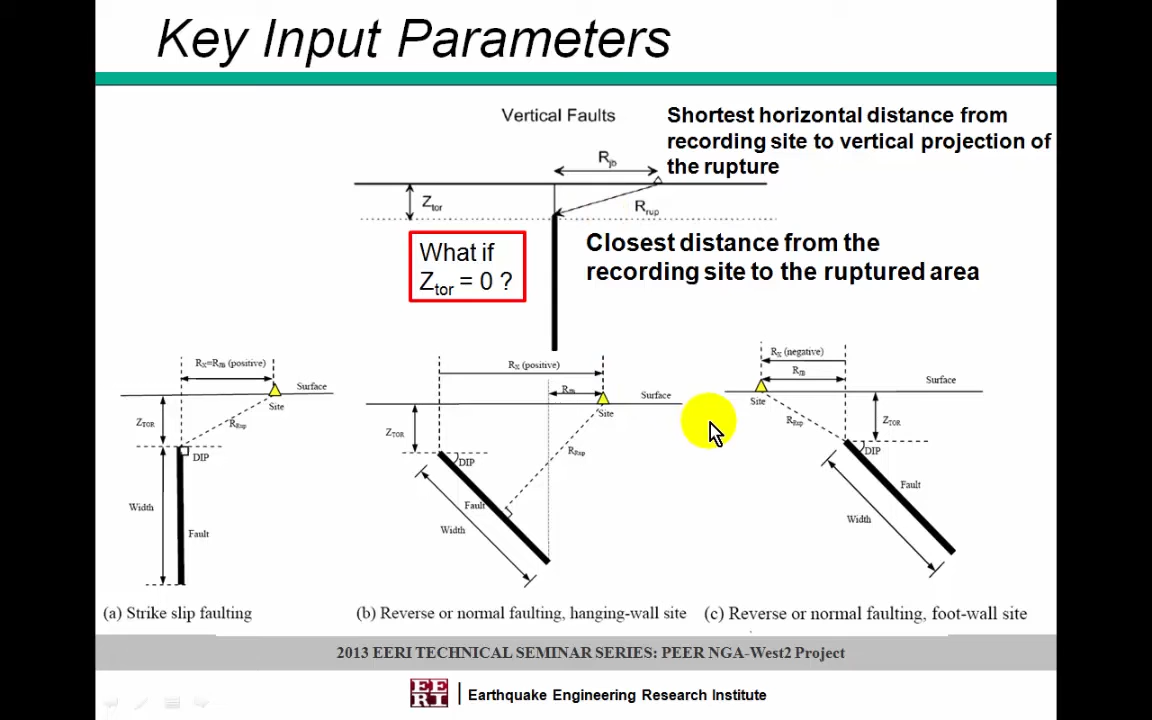 Key Input Parameters
Vertical Faults
Shortest horizontal distance from
recording site to vertical projection of
the rupture
Rjb
Ztor
Rrup
What if
Ztor = 0 ?
Closest distance from the
recording site to the ruptured area
RX=RJB (positive)
Surface
Site
ZTOR
RRup
DIP
Width
Fault
(a) Strike slip faulting
RX (positive)
RJB
Surface
Site
ZTOR
RRup
DIP
Fault
Width
(b) Reverse or normal faulting, hanging-wall site
RX (negative)
RJB
Surface
Site
RRup
ZTOR
DIP
Fault
Width
(c) Reverse or normal faulting, foot-wall site
2013 EERI TECHNICAL SEMINAR SERIES: PEER NGA-West2 Project
EE
RI
Earthquake Engineering Research Institute